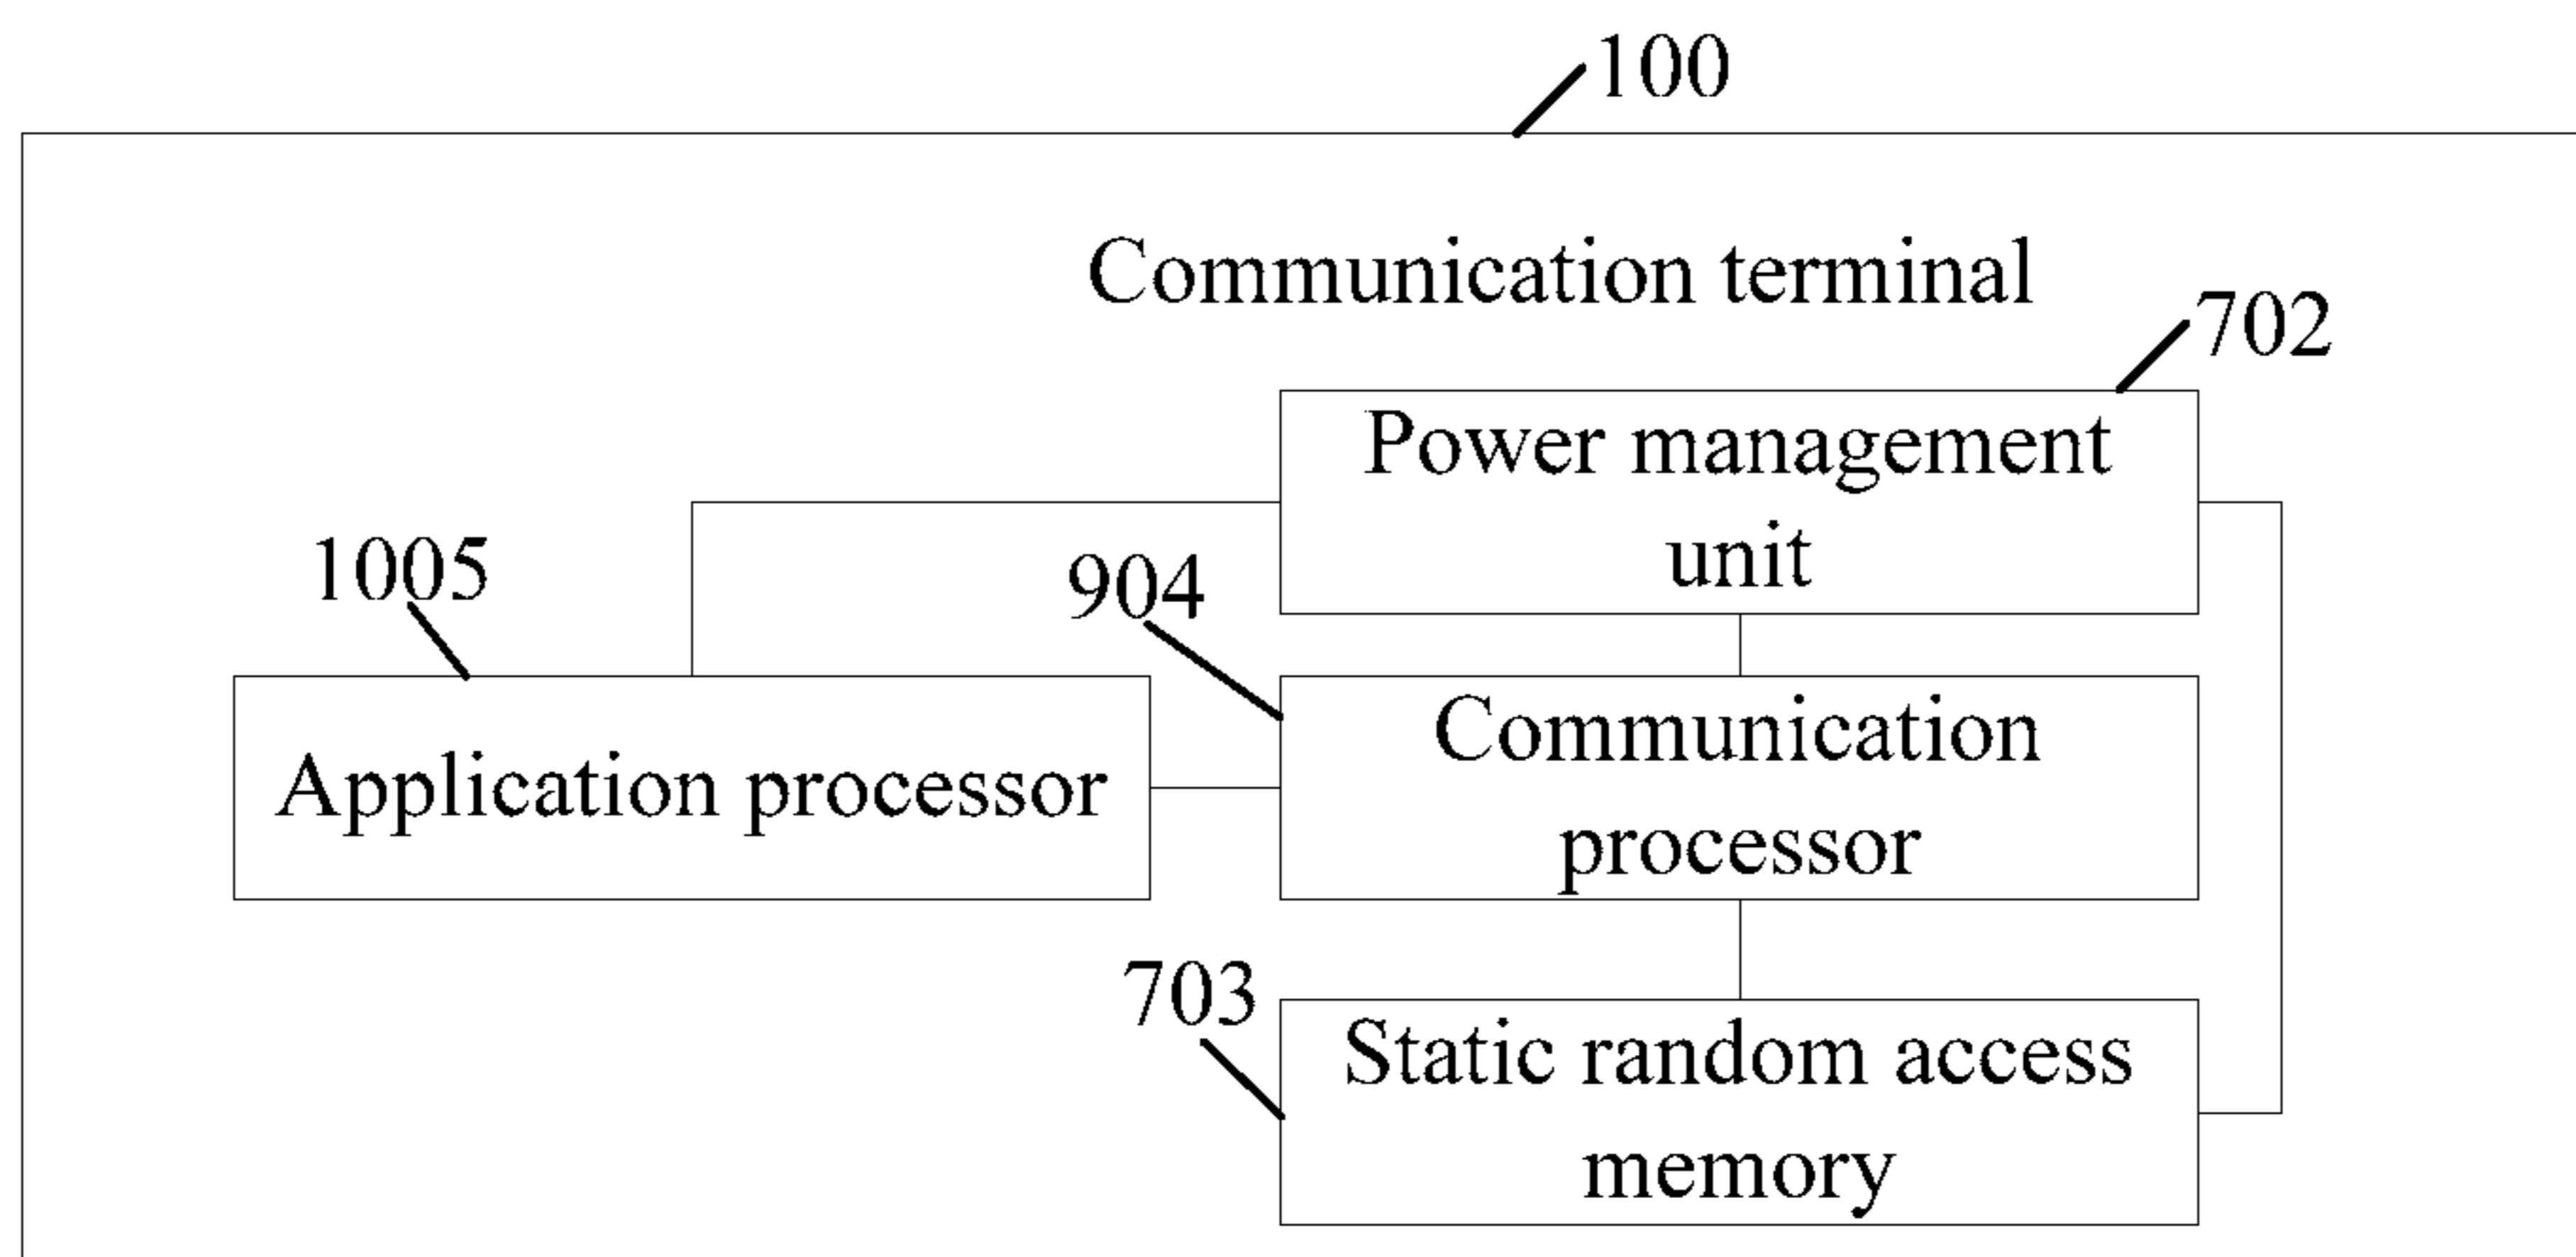 100
Communication terminal
702
Power management
unit
1005
904
Application processor
Communication
processor
703
Static random access
memory